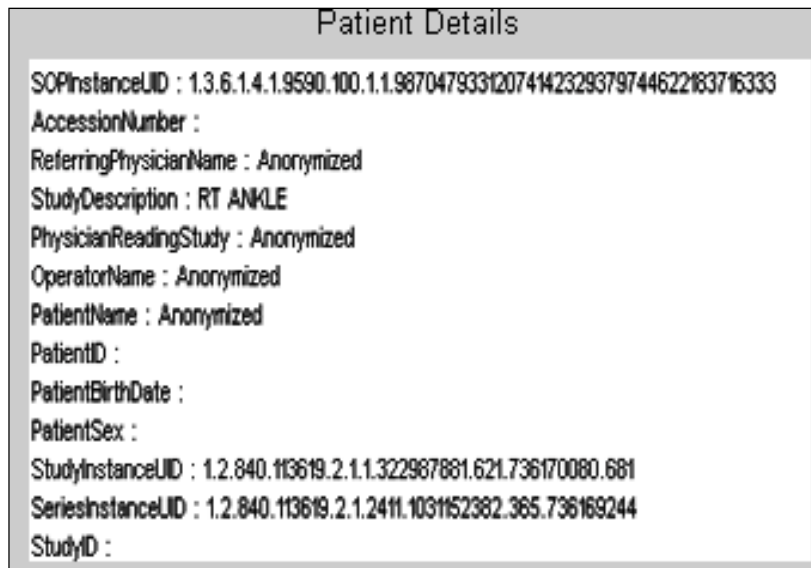 Patient Details
SOPInstanceUID : 1.3.6.1.4.1.9590.100.1.1.98704793312074142329379744622183716333
AccessionNumber :
ReferringPhysicianName : Anonymized
StudyDescription : RT ANKLE
PhysicianReadingStudy : Anonymized
OperatorName : Anonymized
PatientName : Anonymized
PatientID :
PatientBirthDate :
PatientSex :
StudyInstanceUID : 1.2.840.113619.2.1.1.322987881.621.736170080.681
SeriesInstanceUID : 1.2.840.113619.2.1.2411.1031152382.365.736169244
StudyID :